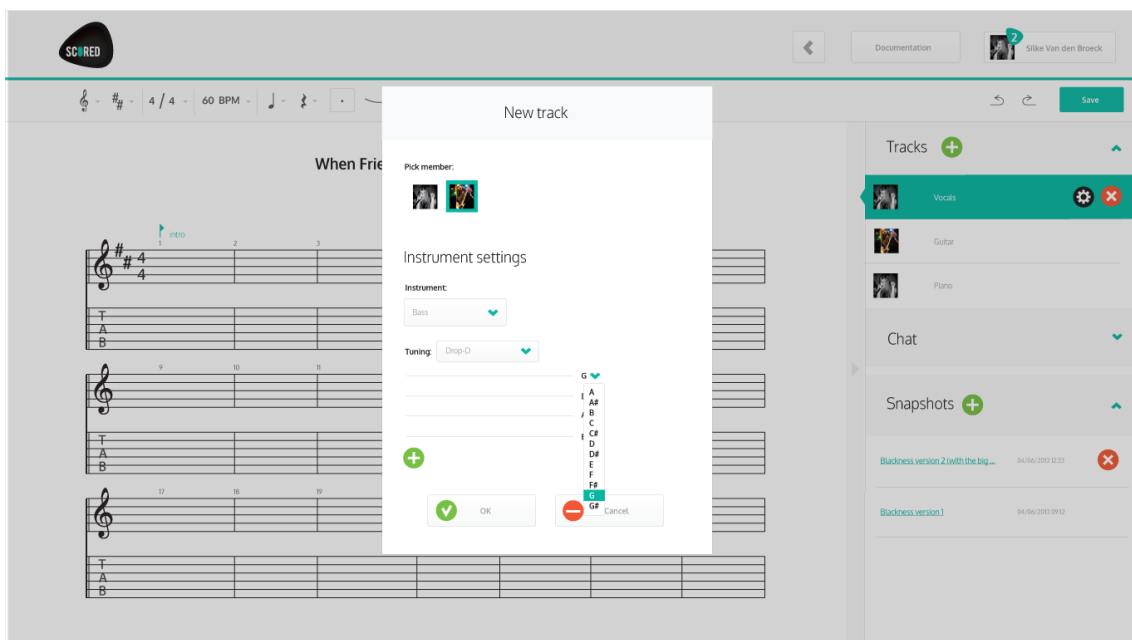 SCORED
Documentation
2
Silke Van den Broeck
4 / 4
60 BPM
Save
New track
When Frie
Pick member:
Instrument settings
Instrument:
Bass
Tuning:
Drop-D
G
A
A#
B
C
C#
D
D#
E
F
F#
G
G#
OK
Cancel
intro
1
2
3
4
4
T
A
B
9
10
11
T
A
B
17
18
19
T
A
B
Tracks
Vocals
Guitar
Piano
Chat
Snapshots
Blackness version 2 (with the big ...
04/06/2013 12:33
Blackness version 1
04/06/2013 09:12